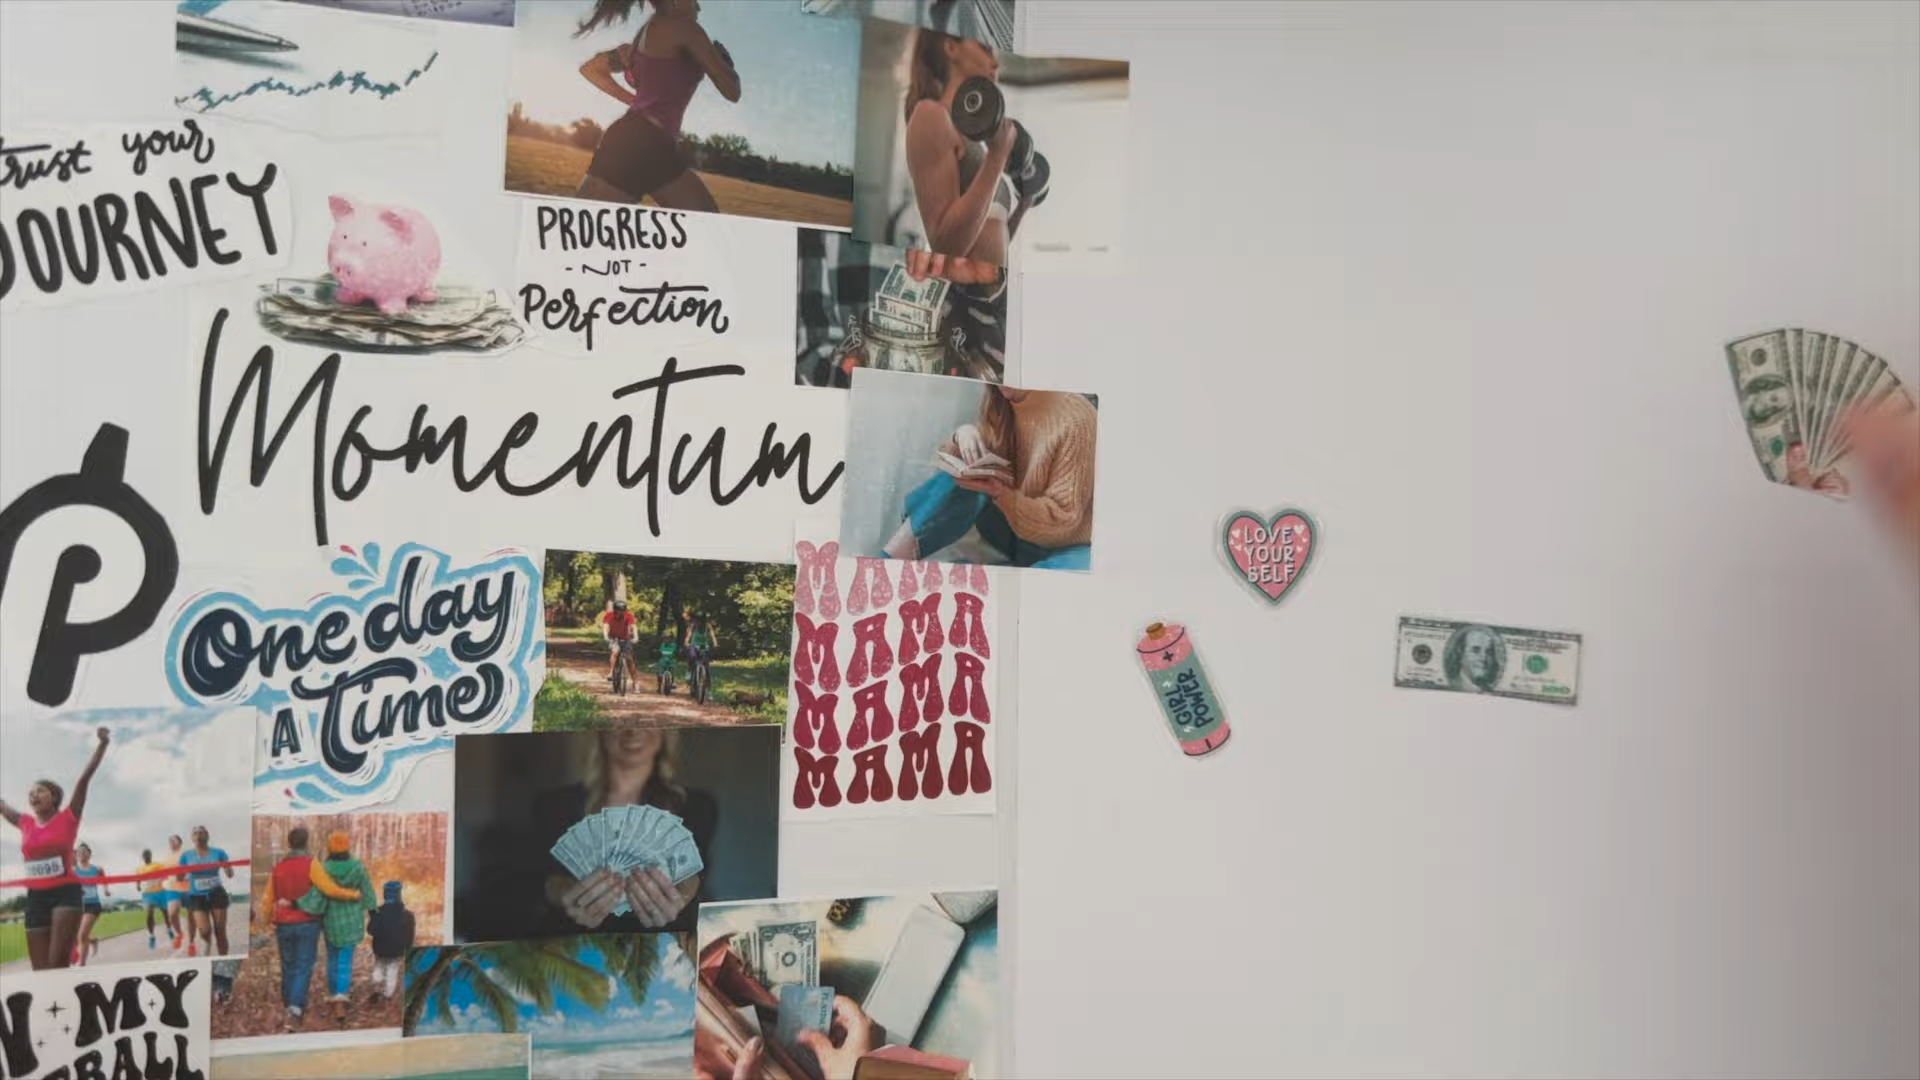 trust your
JOURNEY
PROGRESS
- NOT -
Perfection
Momentum
One day
A Time
MAMA
MAMA
MAMA
MAMA
LOVE
YOUR
SELF
GIRL
POWER
MY